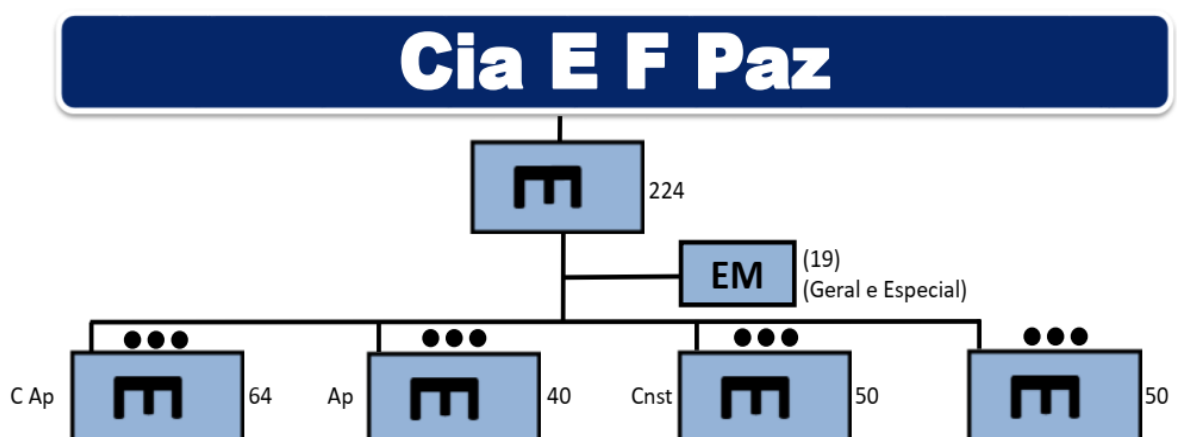 Cia E F Paz
224
EM
(19)
(Geral e Especial)
C Ap
64
Ap
40
Cnst
50
50